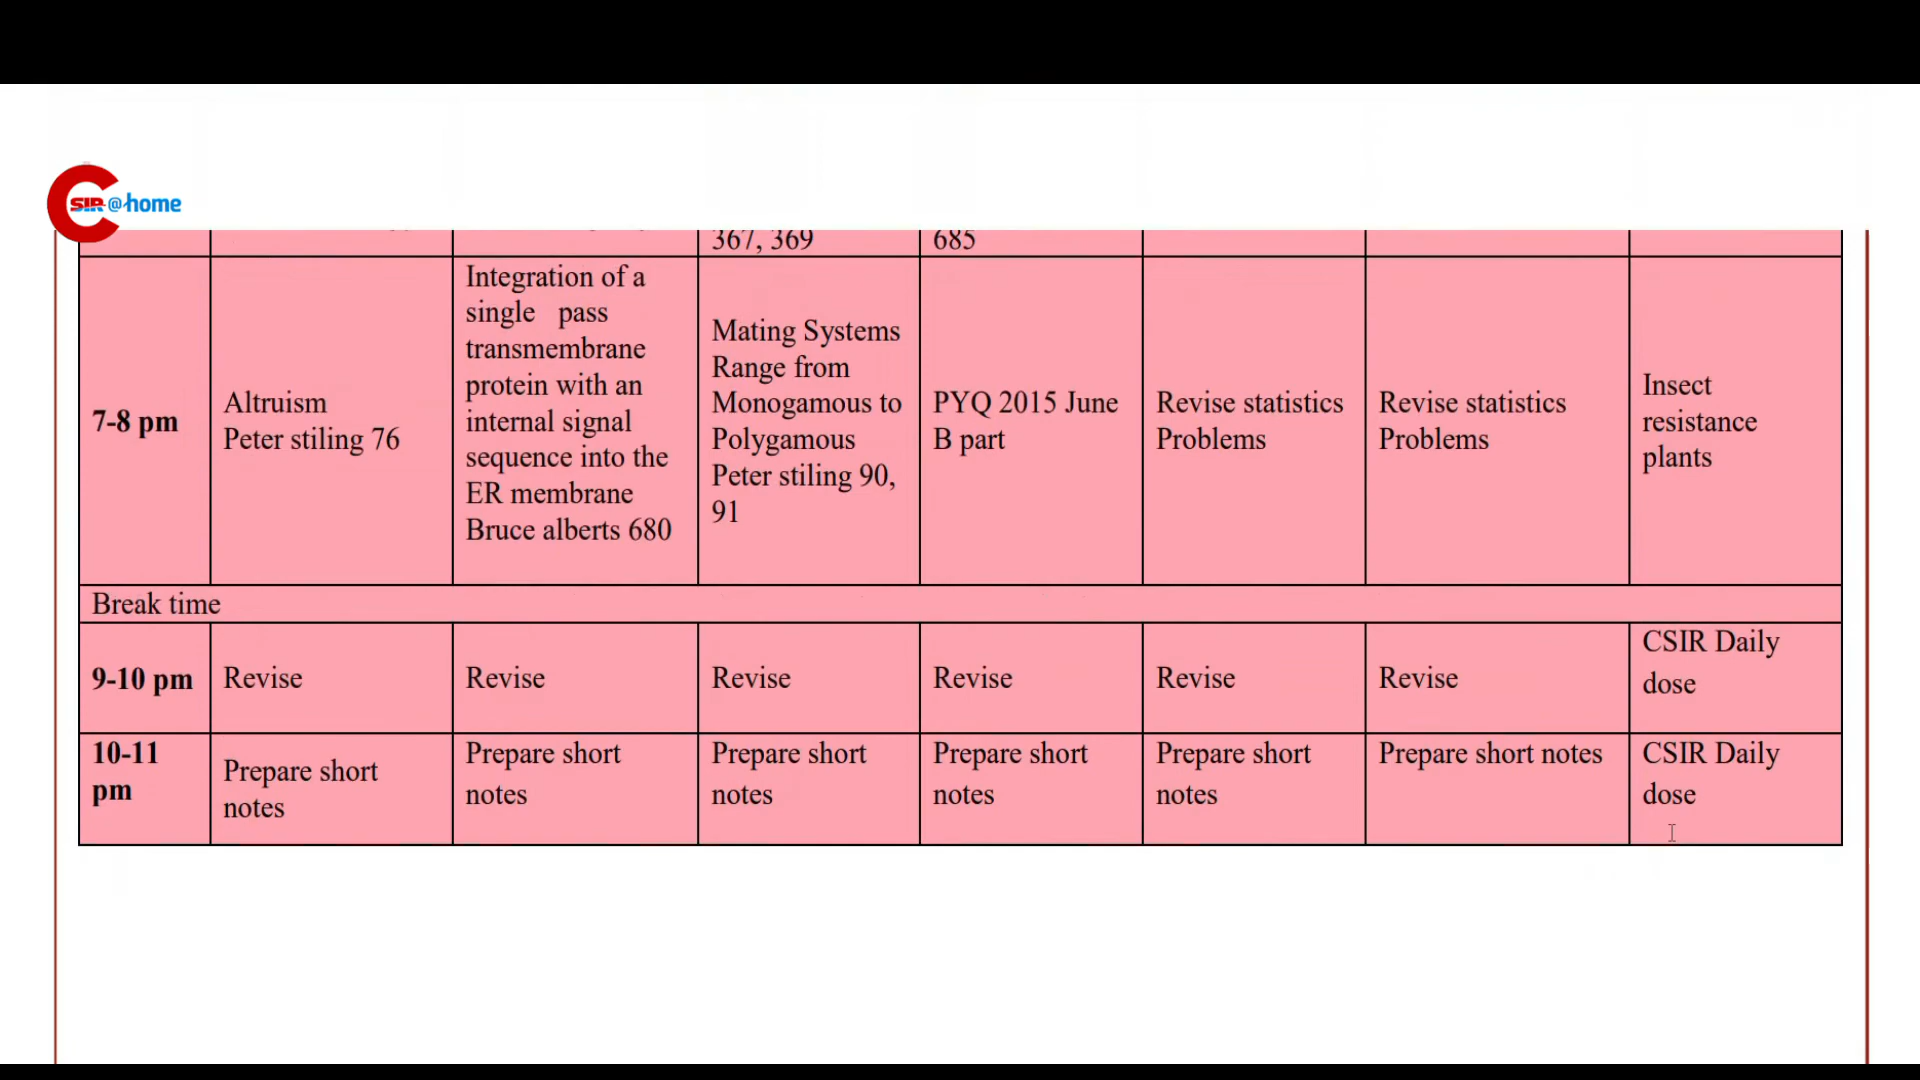 CSIR@home
367, 369
685
7-8 pm
Altruism
Peter stiling 76
Integration of a
single pass
transmembrane
protein with an
internal signal
sequence into the
ER membrane
Bruce alberts 680
Mating Systems
Range from
Monogamous to
Polygamous
Peter stiling 90,
91
PYQ 2015 June
B part
Revise statistics
Problems
Revise statistics
Problems
Insect
resistance
plants
Break time
9-10 pm
Revise
Revise
Revise
Revise
Revise
Revise
CSIR Daily
dose
10-11
pm
Prepare short
notes
Prepare short
notes
Prepare short
notes
Prepare short
notes
Prepare short
notes
Prepare short notes
CSIR Daily
dose